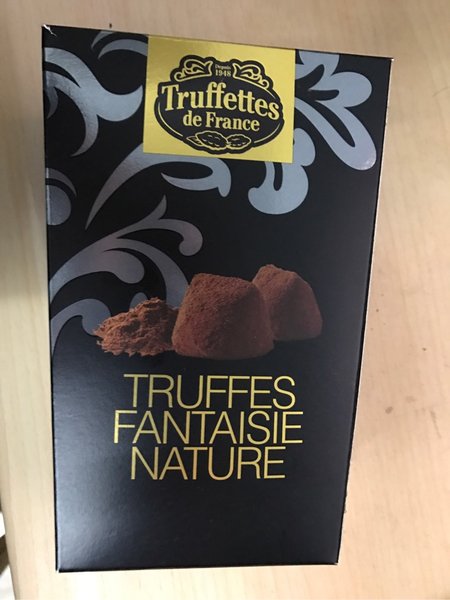 Depuis
1948
Truffettes
de France
TRUFFES
FANTAISIE
NATURE